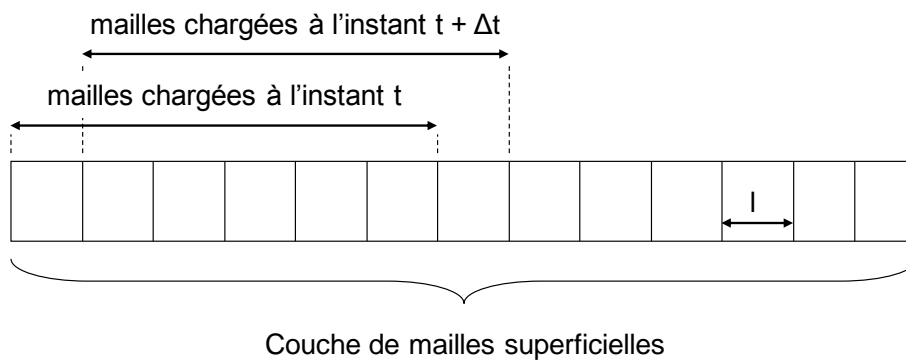 mailles chargées à l’instant t + Δt
mailles chargées à l’instant t
l
Couche de mailles superficielles